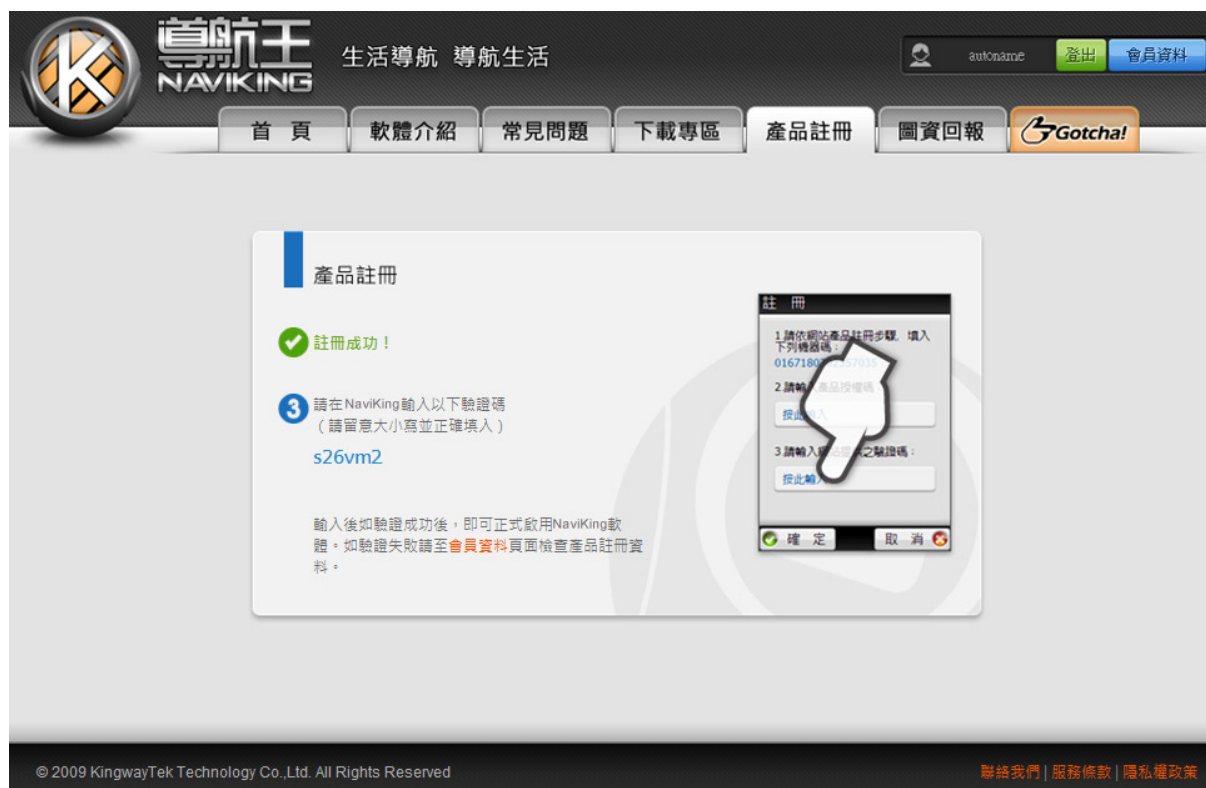 導航王
NAVIKING
生活導航 導航生活
autoname 登出 會員資料
首 頁 軟體介紹 常見問題 下載專區 產品註冊 圖資回報 Gotcha!
產品註冊
註冊成功！
3 請在NaviKing輸入以下驗證碼
（請留意大小寫並正確填入）
s26vm2
輸入後如驗證成功後，即可正式啟用NaviKing軟
體。如驗證失敗請至會員資料頁面檢查產品註冊資
料。
註 冊
1.請依網站產品註冊步驟，填入
下列機器碼：
2.請輸入產品授權碼
按此輸入
3.請輸入網站提供之驗證碼：
按此輸入
確 定 取 消
© 2009 KingwayTek Technology Co.,Ltd. All Rights Reserved
聯絡我們 | 服務條款 | 隱私權政策